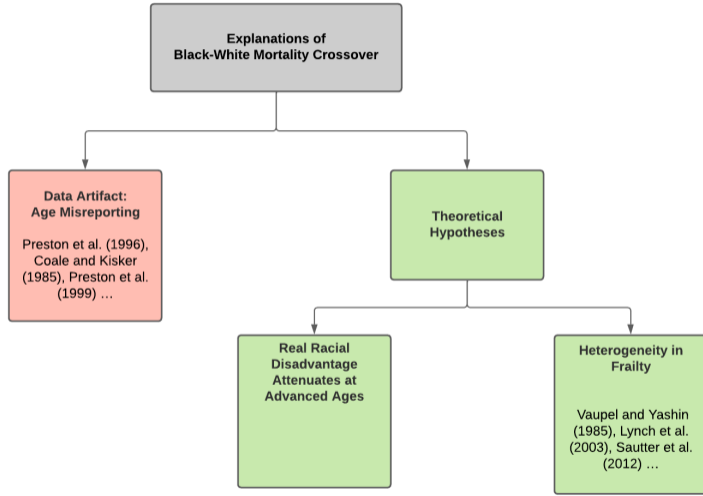 Explanations of
Black-White Mortality Crossover
Data Artifact:
Age Misreporting
Preston et al. (1996),
Coale and Kisker
(1985), Preston et al.
(1999) ...
Theoretical
Hypotheses
Real Racial
Disadvantage
Attenuates at
Advanced Ages
Heterogeneity in
Frailty
Vaupel and Yashin
(1985), Lynch et al.
(2003), Sautter et al.
(2012) ...